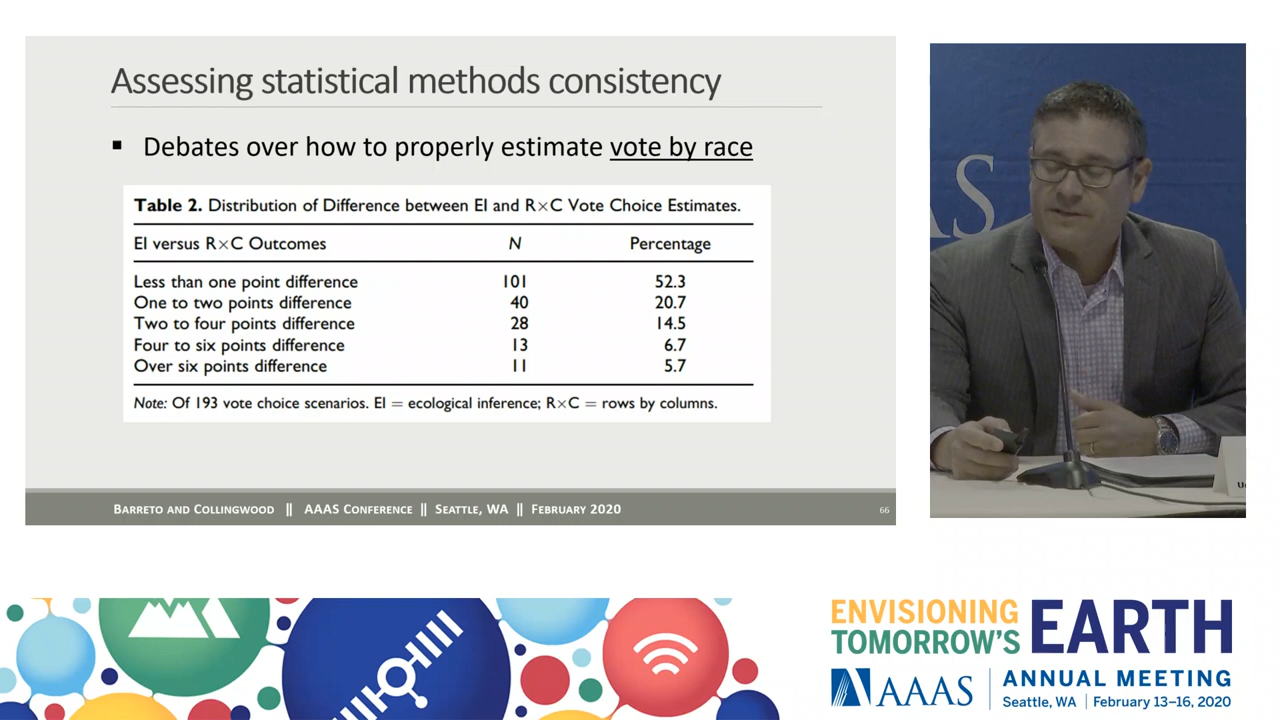 Assessing statistical methods consistency
▪ Debates over how to properly estimate vote by race
Table 2. Distribution of Difference between EI and R×C Vote Choice Estimates.
EI versus R×C Outcomes N Percentage
Less than one point difference 101 52.3
One to two points difference 40 20.7
Two to four points difference 28 14.5
Four to six points difference 13 6.7
Over six points difference 11 5.7
Note: Of 193 vote choice scenarios. EI = ecological inference; R×C = rows by columns.
BARRETO AND COLLINGWOOD || AAAS CONFERENCE || SEATTLE, WA || FEBRUARY 2020
66
AS
ENVISIONING
TOMORROW'S
EARTH
AAAS
ANNUAL MEETING
Seattle, WA | February 13–16, 2020